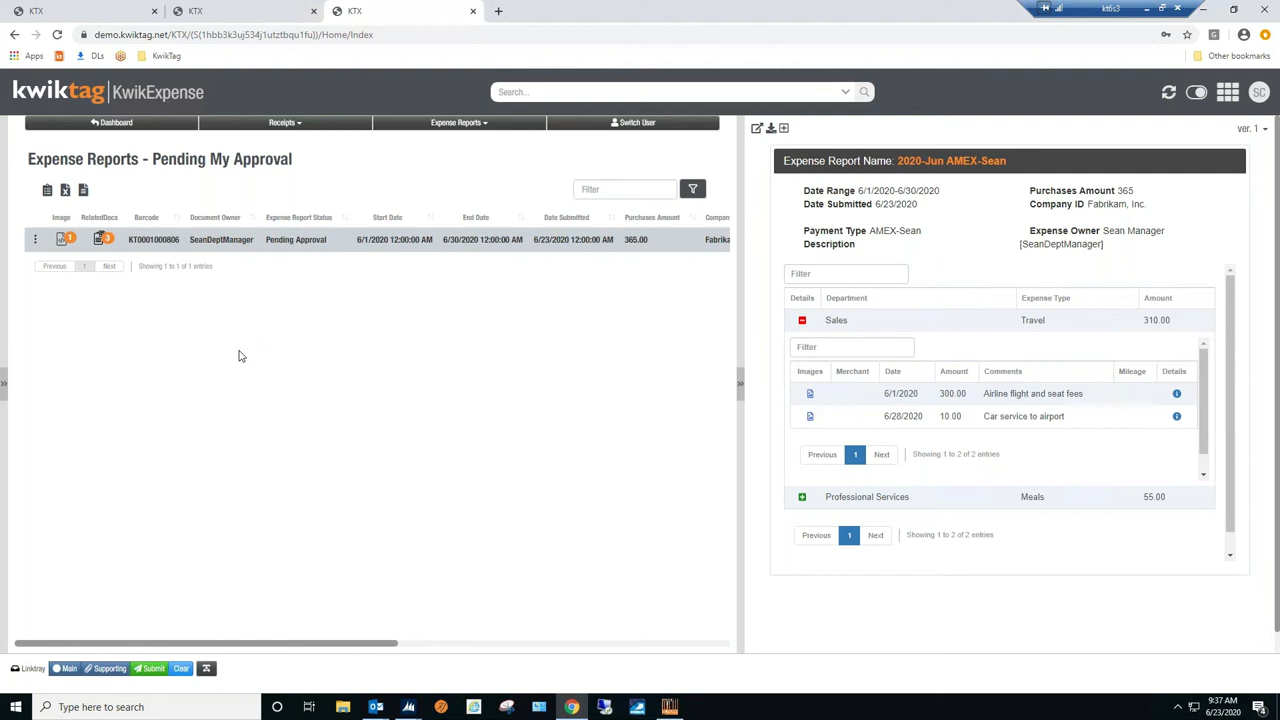 KTX
KTX
KTX
kt6s3
demo.kwiktag.net/KTX/(S(1hbb3k3uj534j1utztbqu1fu))/Home/Index
Apps
DLs
KwikTag
Other bookmarks
kwiktag | KwikExpense
Search...
SC
Dashboard
Receipts
Expense Reports
Switch User
ver. 1
Expense Reports - Pending My Approval
Filter
Image RelatedDocs Barcode Document Owner Expense Report Status Start Date End Date Date Submitted Purchases Amount Company
1 3 KT0001000806 SeanDeptManager Pending Approval 6/1/2020 12:00:00 AM 6/30/2020 12:00:00 AM 6/23/2020 12:00:00 AM 365.00 Fabrika
Previous 1 Next Showing 1 to 1 of 1 entries
Expense Report Name: 2020-Jun AMEX-Sean
Date Range 6/1/2020-6/30/2020
Purchases Amount 365
Date Submitted 6/23/2020
Company ID Fabrikam, Inc.
Payment Type AMEX-Sean
Expense Owner Sean Manager
Description
[SeanDeptManager]
Filter
Details Department Expense Type Amount
Sales Travel 310.00
Filter
Images Merchant Date Amount Comments Mileage Details
6/1/2020 300.00 Airline flight and seat fees
6/28/2020 10.00 Car service to airport
Previous 1 Next Showing 1 to 2 of 2 entries
Professional Services Meals 55.00
Previous 1 Next Showing 1 to 2 of 2 entries
Linktray Main Supporting Submit Clear
Type here to search
9:37 AM
6/23/2020
4